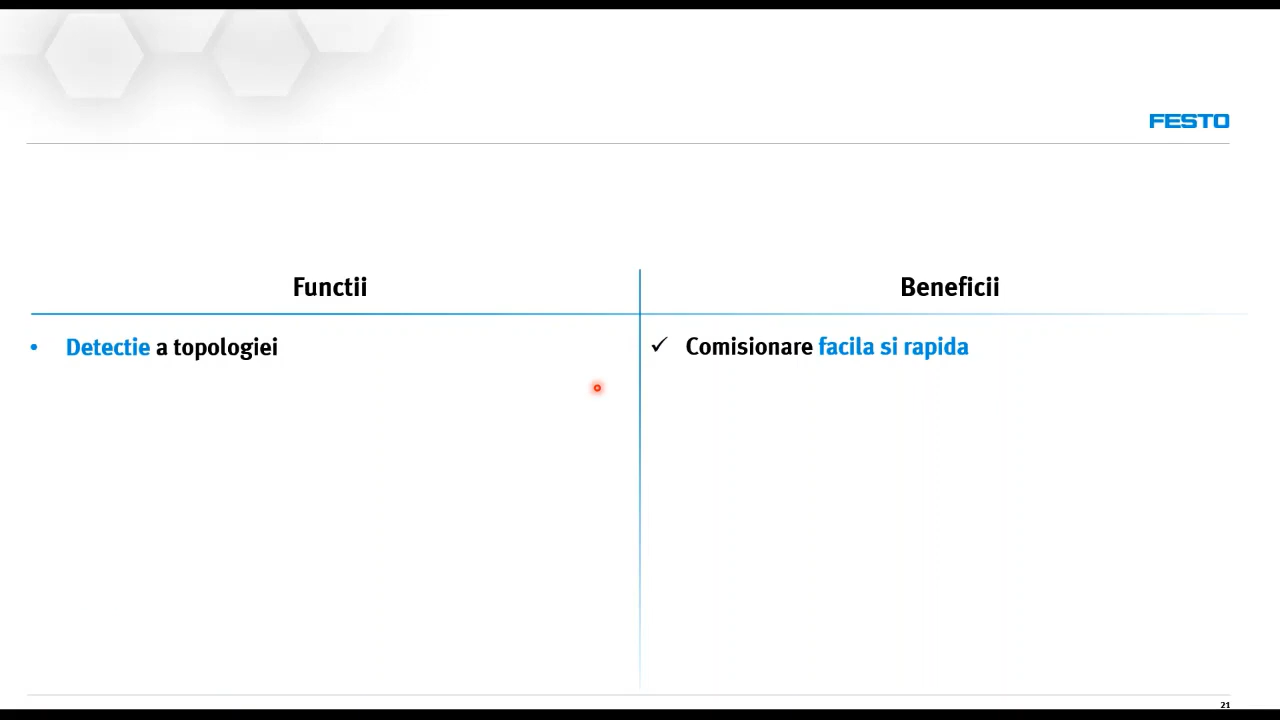 FESTO
Functii
Beneficii
• Detectie a topologiei
✓ Comisionare facila si rapida
21